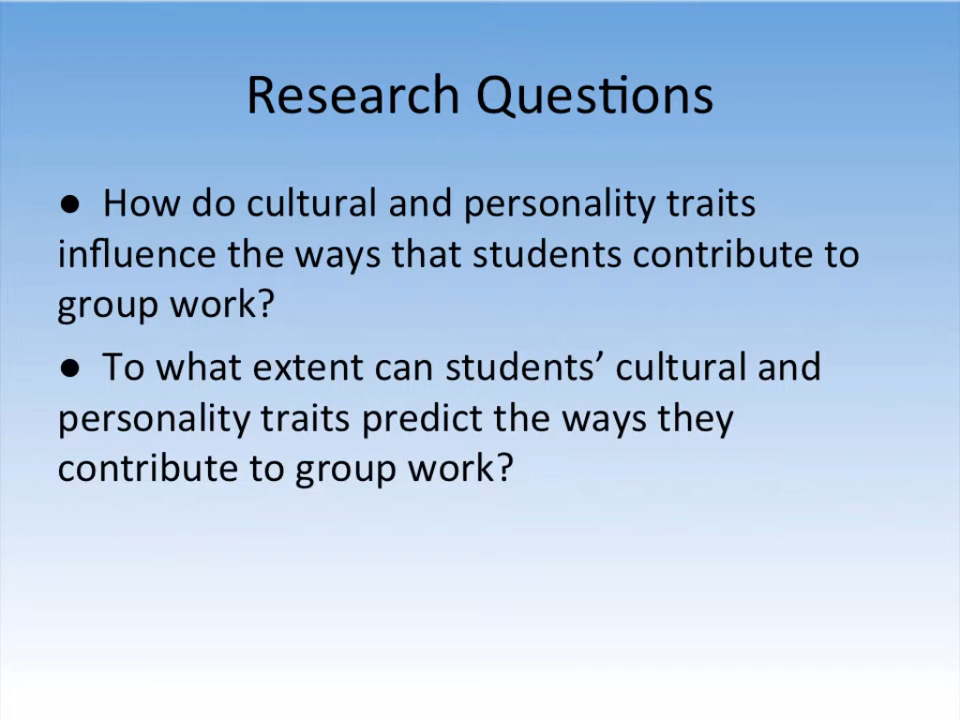 Research Questions
● How do cultural and personality traits
influence the ways that students contribute to
group work?
● To what extent can students’ cultural and
personality traits predict the ways they
contribute to group work?